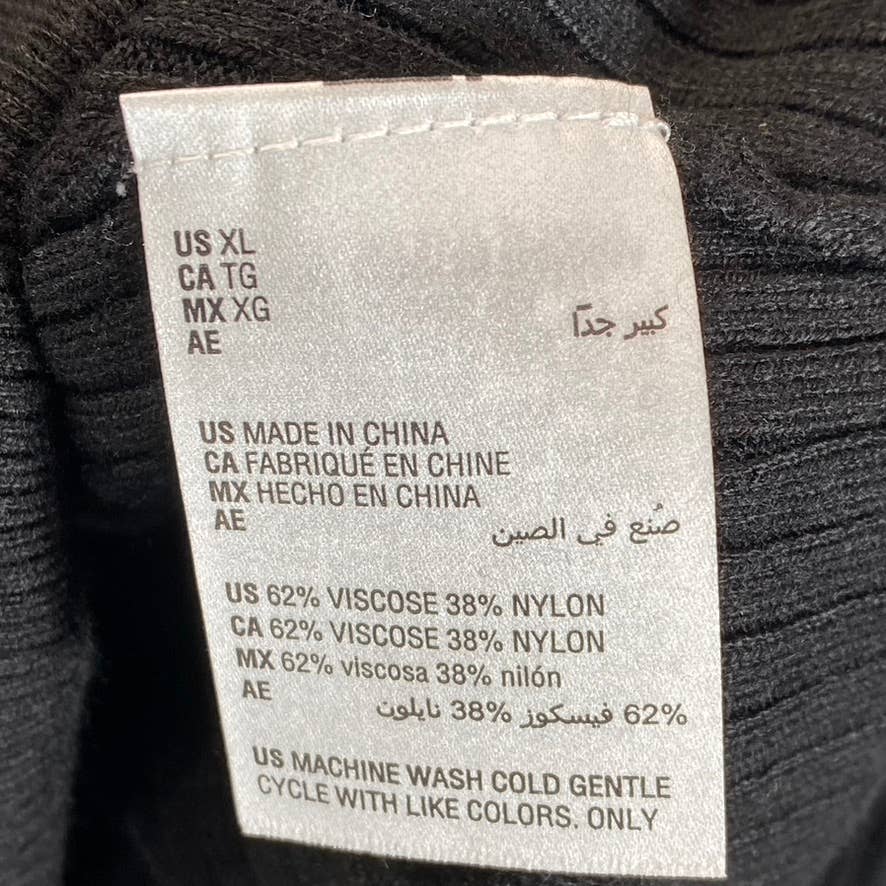 US XL
CA TG
MX XG
AE كبير جدًا
US MADE IN CHINA
CA FABRIQUÉ EN CHINE
MX HECHO EN CHINA
AE صُنع في الصين
US 62% VISCOSE 38% NYLON
CA 62% VISCOSE 38% NYLON
MX 62% viscosa 38% nilón
AE 62% فيسكوز 38% نايلون
US MACHINE WASH COLD GENTLE
CYCLE WITH LIKE COLORS. ONLY